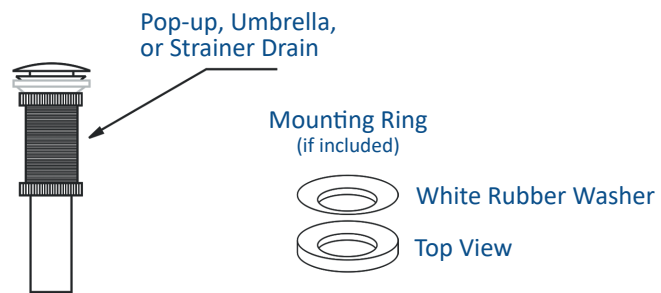 Pop-up, Umbrella,
or Strainer Drain
Mounting Ring
(if included)
White Rubber Washer
Top View